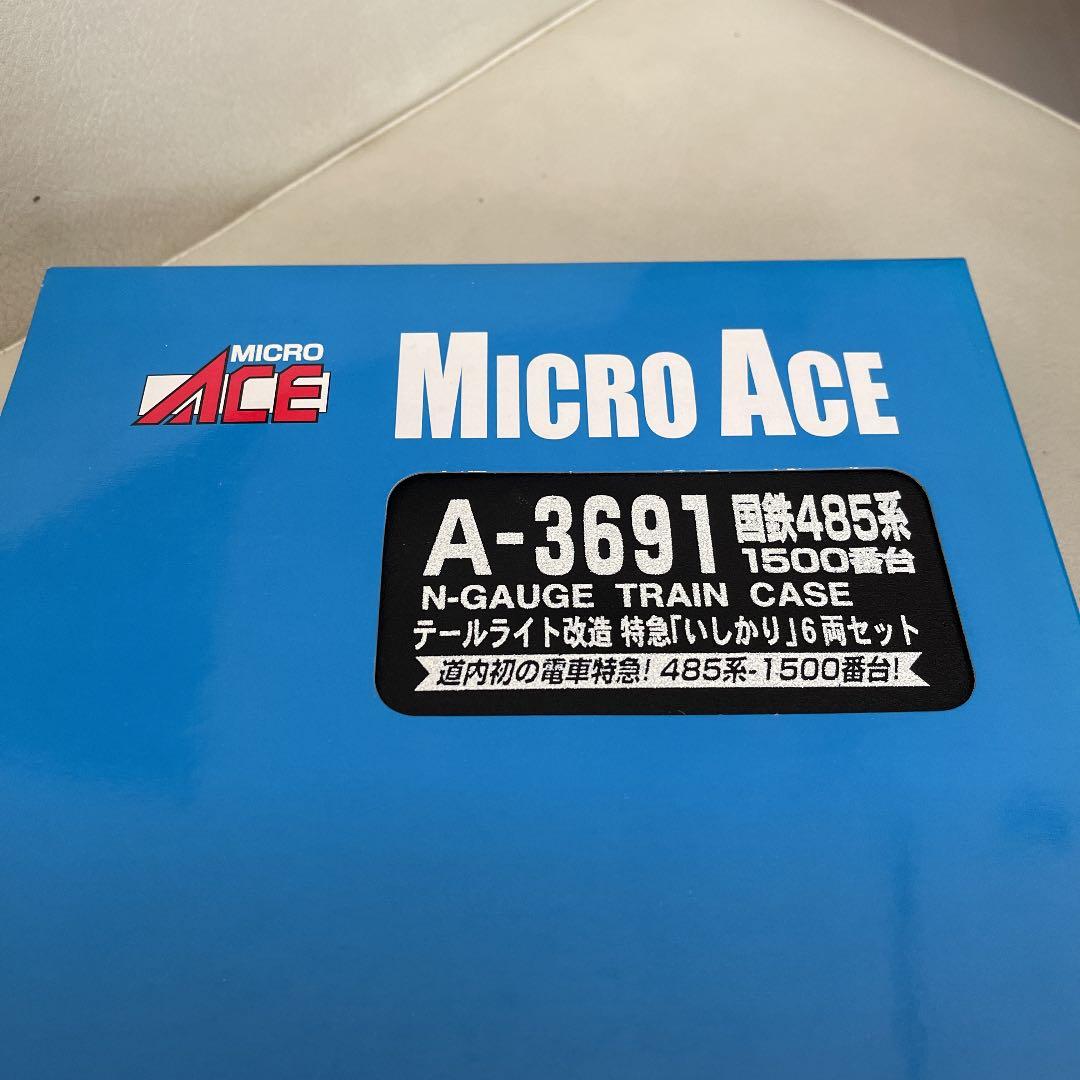 MICRO
ACE
MICRO ACE
A-3691 国鉄485系
1500番台
N-GAUGE TRAIN CASE
テールライト改造 特急「いしかり」6両セット
道内初の電車特急! 485系-1500番台!